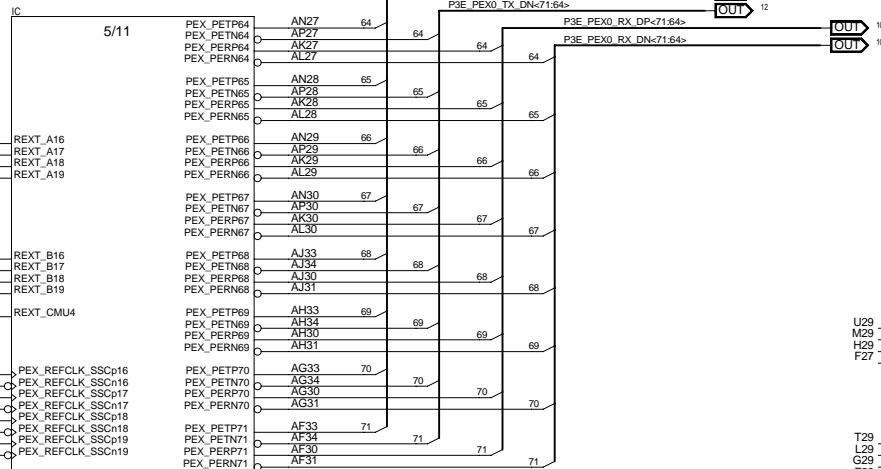 P3E_PEX0_TX_DN<71:64>
OUT 12
P3E_PEX0_RX_DP<71:64>
OUT
P3E_PEX0_RX_DN<71:64>
OUT
IC
5/11
PEX_PETP64 AN27 64
PEX_PETN64 AP27 64
PEX_PERP64 AK27 64
PEX_PERN64 AL27 64
PEX_PETP65 AN28 65
PEX_PETN65 AP28 65
PEX_PERP65 AK28 65
PEX_PERN65 AL28 65
REXT_A16 PEX_PETP66 AN29 66
REXT_A17 PEX_PETN66 AP29 66
REXT_A18 PEX_PERP66 AK29 66
REXT_A19 PEX_PERN66 AL29 66
PEX_PETP67 AN30 67
PEX_PETN67 AP30 67
PEX_PERP67 AK30 67
PEX_PERN67 AL30 67
REXT_B16 PEX_PETP68 AJ33 68
REXT_B17 PEX_PETN68 AJ34 68
REXT_B18 PEX_PERP68 AJ30 68
REXT_B19 PEX_PERN68 AJ31 68
REXT_CMU4 PEX_PETP69 AH33 69
PEX_PETN69 AH34 69
PEX_PERP69 AH30 69
PEX_PERN69 AH31 69
PEX_REFCLK_SSCp16 PEX_PETP70 AG33 70
PEX_REFCLK_SSCn16 PEX_PETN70 AG34 70
PEX_REFCLK_SSCp17 PEX_PERP70 AG30 70
PEX_REFCLK_SSCn17 PEX_PERN70 AG31 70
PEX_REFCLK_SSCp18
PEX_REFCLK_SSCn18 PEX_PETP71 AF33 71
PEX_REFCLK_SSCp19 PEX_PETN71 AF34 71
PEX_REFCLK_SSCn19 PEX_PERP71 AF30 71
PEX_PERN71 AF31 71
U29
M29
H29
F27
T29
L29
G29